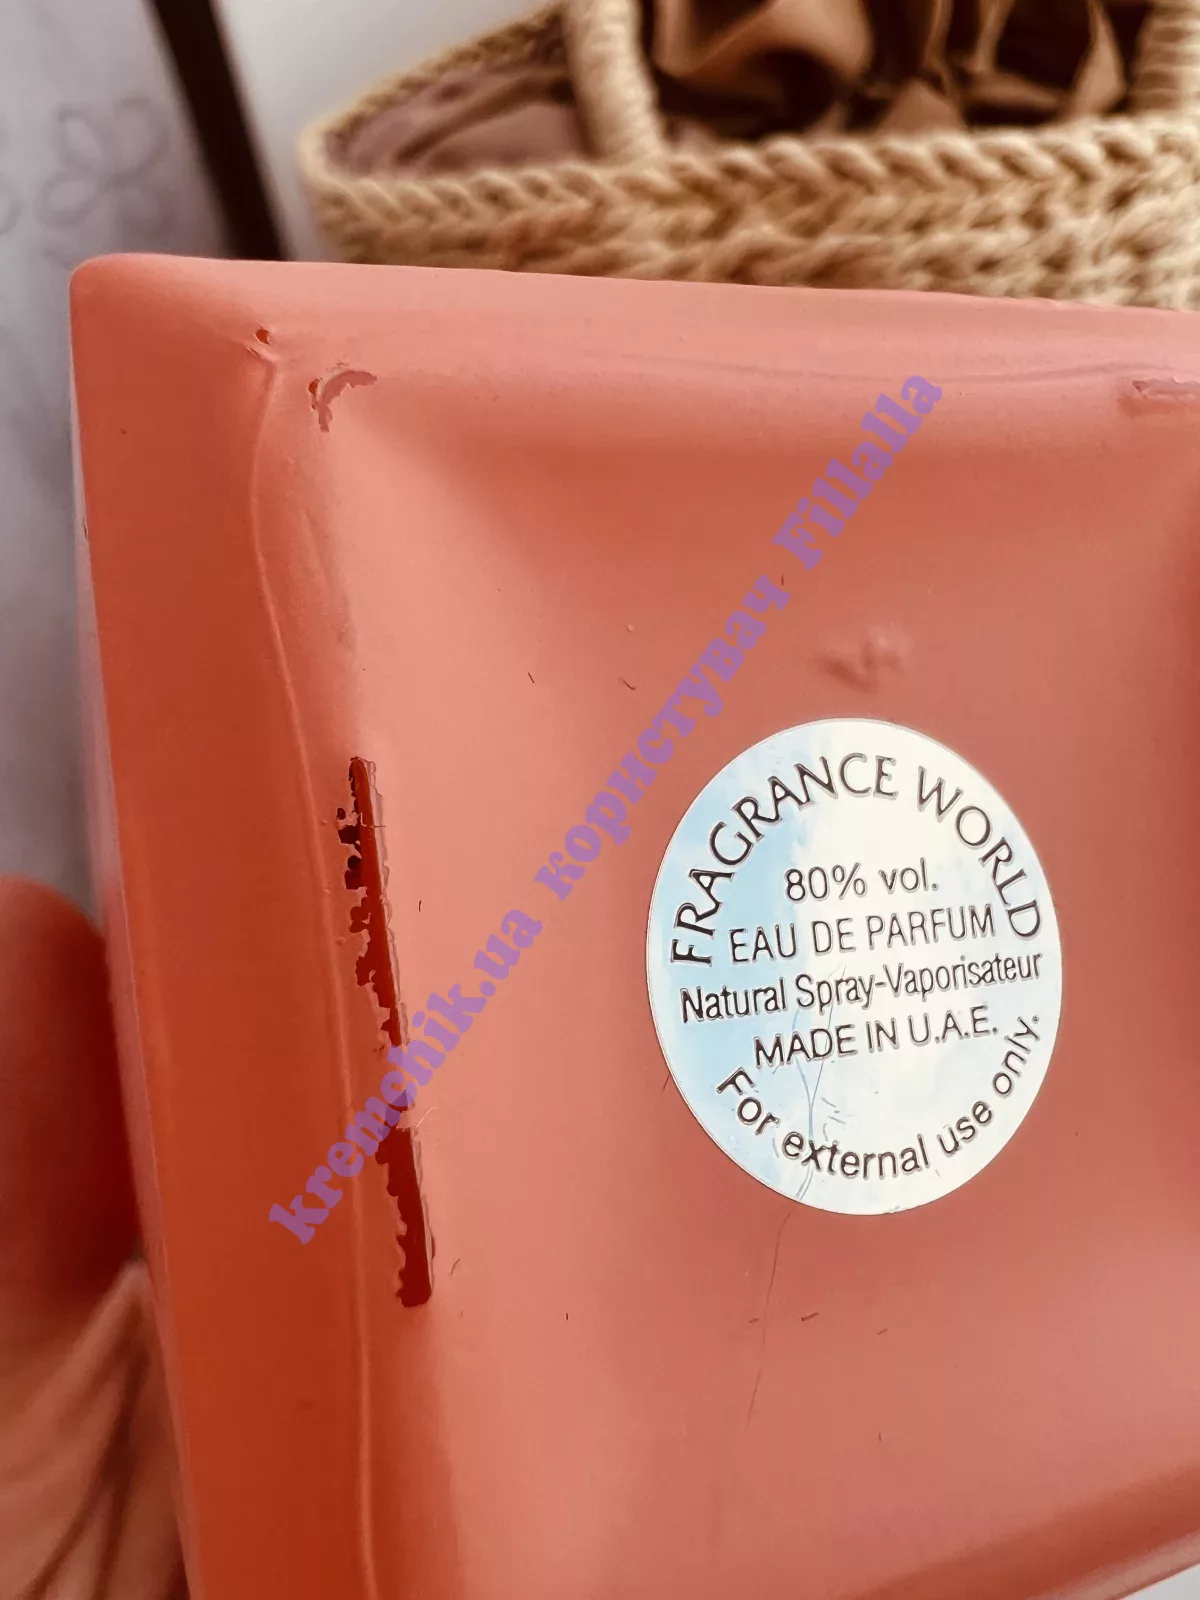 FRAGRANCE WORLD
80% vol.
EAU DE PARFUM
Natural Spray-Vaporisateur
MADE IN U.A.E.
For external use only.
kremchik.ua користувач Fillalla